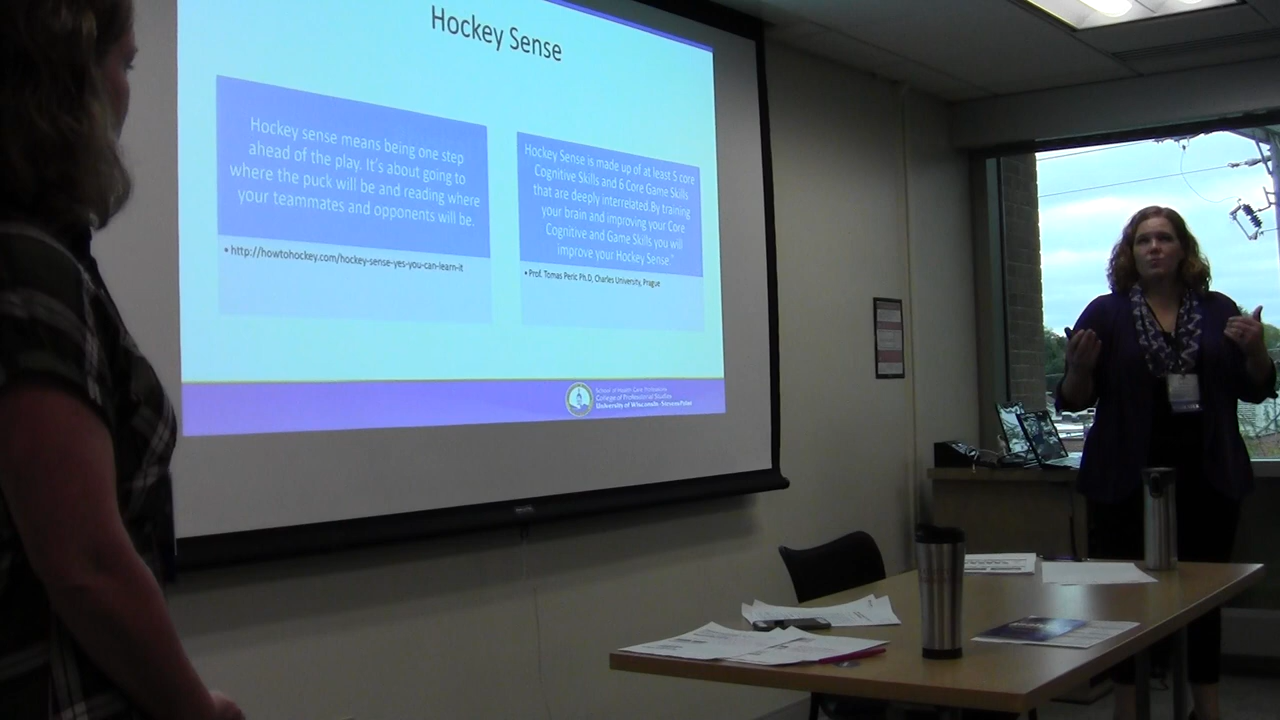 Hockey Sense
Hockey sense means being one step
ahead of the play. It's about going to
where the puck will be and reading where
your teammates and opponents will be.
• http://howtohockey.com/hockey-sense-yes-you-can-learn-it
Hockey Sense is made up of at least 5 core
Cognitive Skills and 6 Core Game Skills
that are deeply interrelated.By training
your brain and improving your Core
Cognitive and Game Skills you will
improve your Hockey Sense."
• Prof. Tomas Peric Ph.D, Charles University, Prague
School of Health Care Professions
College of Professional Studies
University of Wisconsin - Stevens Point